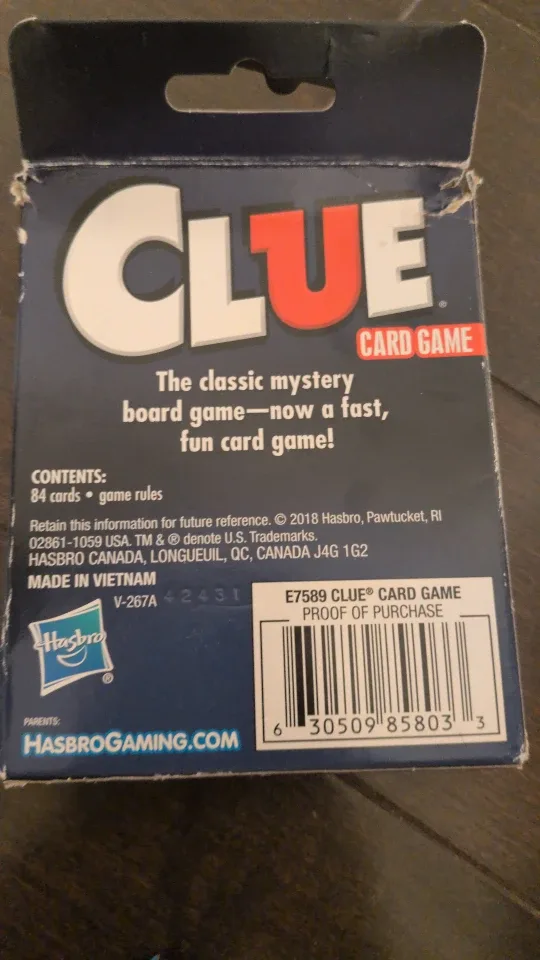 CLUE®
CARD GAME
The classic mystery
board game—now a fast,
fun card game!
CONTENTS:
84 cards • game rules
Retain this information for future reference. © 2018 Hasbro, Pawtucket, RI
02861-1059 USA. TM & ® denote U.S. Trademarks.
HASBRO CANADA, LONGUEUIL, QC, CANADA J4G 1G2
MADE IN VIETNAM
V-267A 42431
Hasbro®
PARENTS:
HASBROGAMING.COM
E7589 CLUE® CARD GAME
PROOF OF PURCHASE
6 30509 85803 3